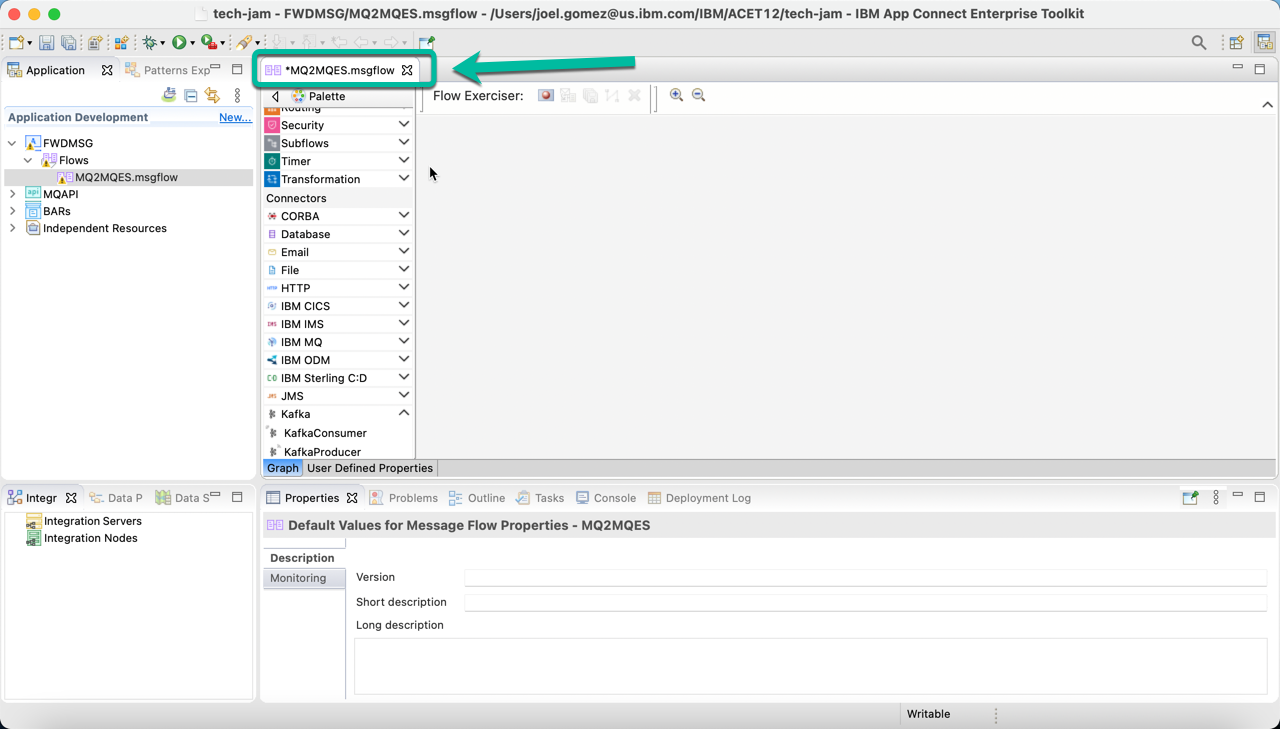 tech-jam - FWDMSG/MQ2MQES.msgflow - /Users/joel.gomez@us.ibm.com/IBM/ACET12/tech-jam - IBM App Connect Enterprise Toolkit
Application
Patterns Exp
*MQ2MQES.msgflow
Application Development
New...
FWDMSG
Flows
MQ2MQES.msgflow
api
MQAPI
BARs
Independent Resources
Palette
Flow Exerciser:
Routing
Security
Subflows
Timer
Transformation
Connectors
CORBA
Database
Email
File
HTTP
IBM CICS
IBM IMS
IBM MQ
IBM ODM
IBM Sterling C:D
JMS
Kafka
KafkaConsumer
KafkaProducer
Graph
User Defined Properties
Integr
Data P
Data S
Integration Servers
Integration Nodes
Properties
Problems
Outline
Tasks
Console
Deployment Log
Default Values for Message Flow Properties - MQ2MQES
Description
Monitoring
Version
Short description
Long description
Writable